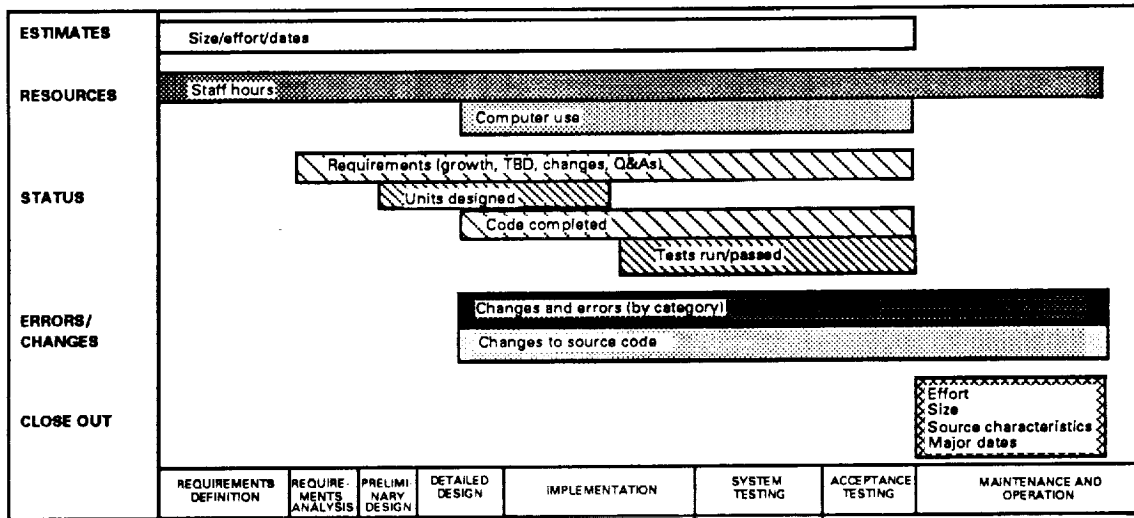 ESTIMATES
Size/effort/dates
RESOURCES
Staff hours
Computer use
STATUS
Requirements (growth, TBD, changes, Q&As)
Units designed
Code completed
Tests run/passed
ERRORS/
CHANGES
Changes and errors (by category)
Changes to source code
CLOSE OUT
Effort
Size
Source characteristics
Major dates
REQUIREMENTS
DEFINITION
REQUIRE-
MENTS
ANALYSIS
PRELIMI-
NARY
DESIGN
DETAILED
DESIGN
IMPLEMENTATION
SYSTEM
TESTING
ACCEPTANCE
TESTING
MAINTENANCE AND
OPERATION